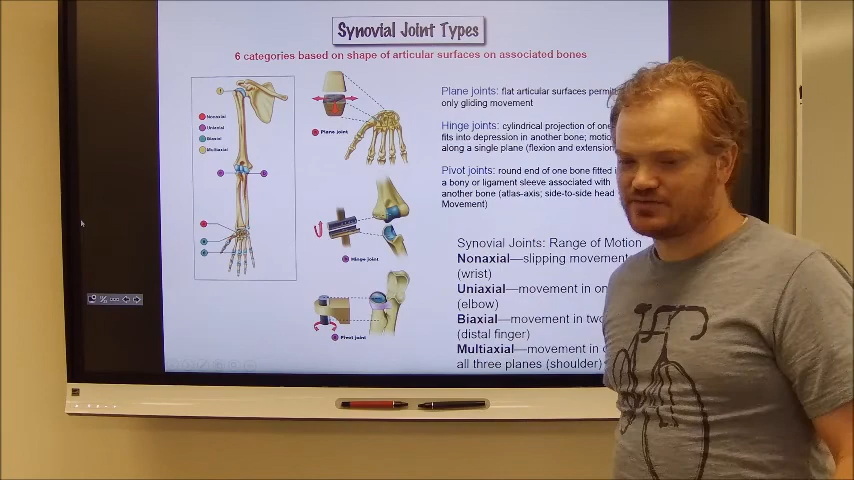 Synovial Joint Types
6 categories based on shape of articular surfaces on associated bones
1
Nonaxial
Uniaxial
Biaxial
Multiaxial
Plane joint
Hinge joint
Pivot joint
Plane joints: flat articular surfaces permit
only gliding movement
Hinge joints: cylindrical projection of one
fits into depression in another bone; motion
along a single plane (flexion and extension
Pivot joints: round end of one bone fitted
a bony or ligament sleeve associated with
another bone (atlas-axis; side-to-side head
Movement)
Synovial Joints: Range of Motion
Nonaxial—slipping movement
(wrist)
Uniaxial—movement in
(elbow)
Biaxial—movement in two
(distal finger)
Multiaxial—movement in
all three planes (shoulder)